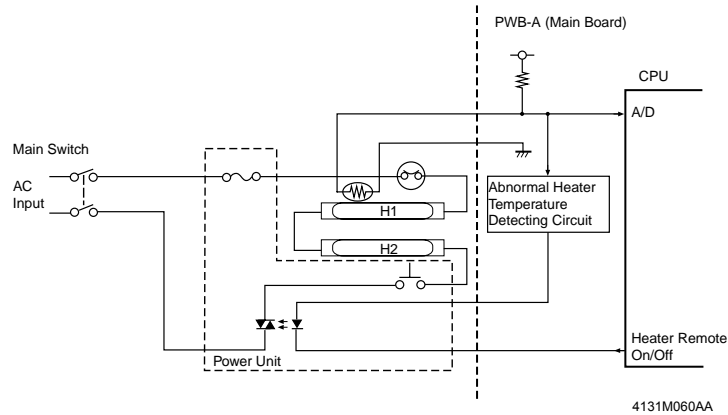 PWB-A (Main Board)
CPU
A/D
Main Switch
AC
Input
H1
H2
Abnormal Heater
Temperature
Detecting Circuit
Power Unit
Heater Remote
On/Off
4131M060AA